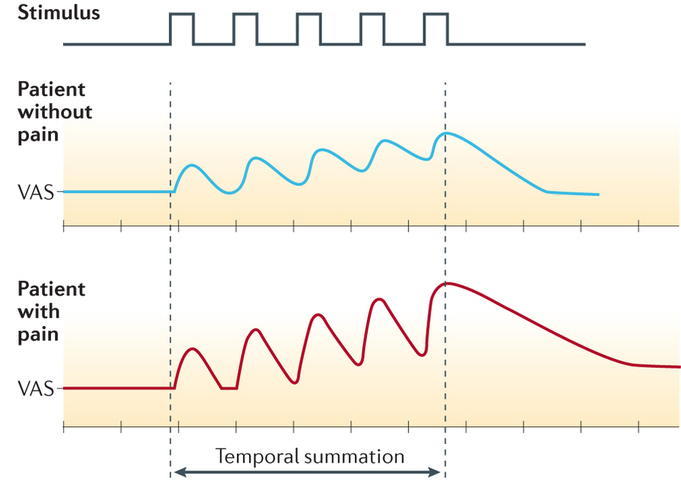 Stimulus
Patient
without
pain
VAS
Patient
with
pain
VAS
Temporal summation